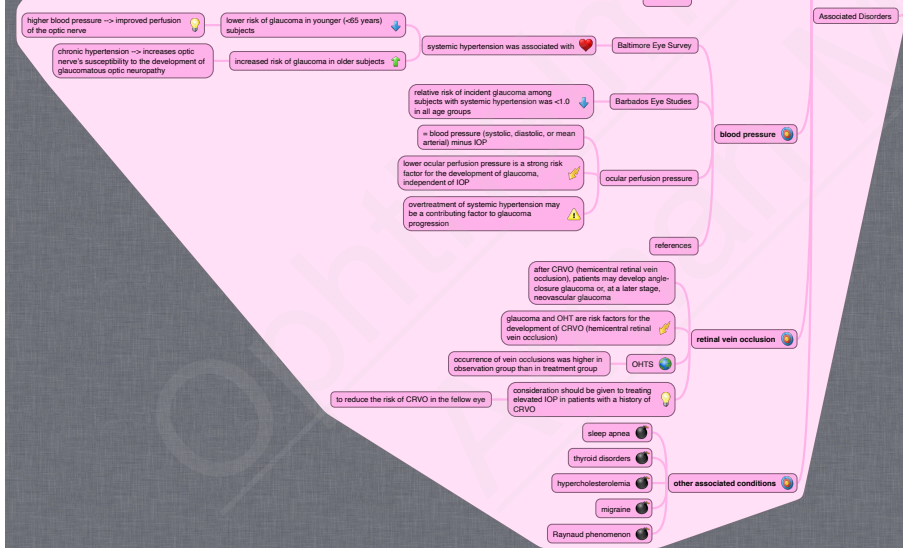 Associated Disorders
blood pressure
Baltimore Eye Survey
systemic hypertension was associated with
lower risk of glaucoma in younger (<65 years)
subjects
higher blood pressure --> improved perfusion
of the optic nerve
increased risk of glaucoma in older subjects
chronic hypertension --> increases optic
nerve's susceptibility to the development of
glaucomatous optic neuropathy
Barbados Eye Studies
relative risk of incident glaucoma among
subjects with systemic hypertension was <1.0
in all age groups
ocular perfusion pressure
= blood pressure (systolic, diastolic, or mean
arterial) minus IOP
lower ocular perfusion pressure is a strong risk
factor for the development of glaucoma,
independent of IOP
overtreatment of systemic hypertension may
be a contributing factor to glaucoma
progression
references
retinal vein occlusion
after CRVO (hemicentral retinal vein
occlusion), patients may develop angle-
closure glaucoma or, at a later stage,
neovascular glaucoma
glaucoma and OHT are risk factors for the
development of CRVO (hemicentral retinal
vein occlusion)
OHTS
occurrence of vein occlusions was higher in
observation group than in treatment group
consideration should be given to treating
elevated IOP in patients with a history of
CRVO
to reduce the risk of CRVO in the fellow eye
other associated conditions
sleep apnea
thyroid disorders
hypercholesterolemia
migraine
Raynaud phenomenon